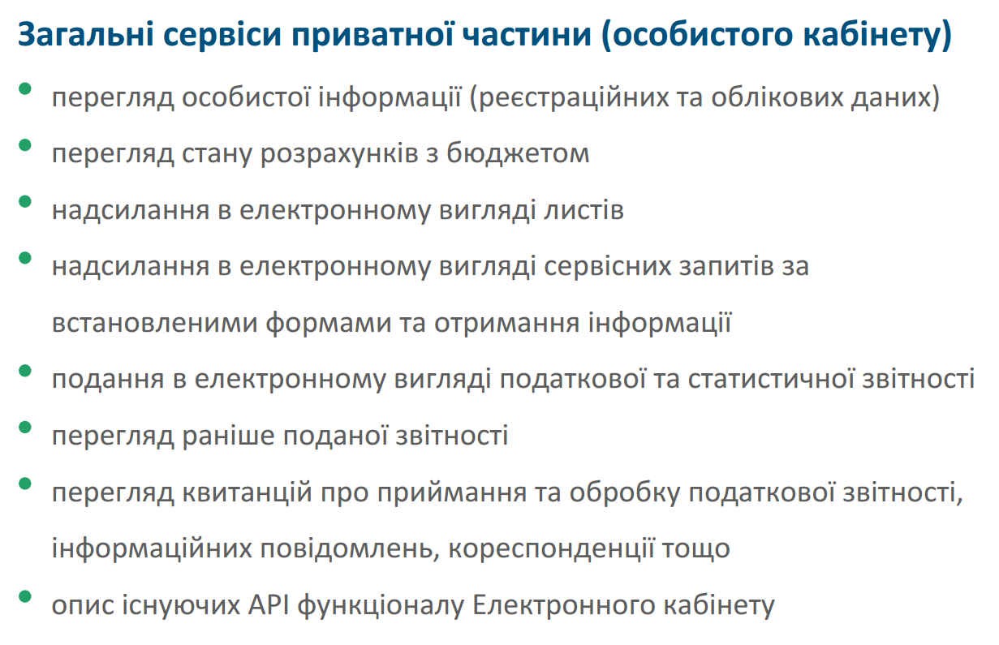 Загальні сервіси приватної частини (особистого кабінету)
• перегляд особистої інформації (реєстраційних та облікових даних)
• перегляд стану розрахунків з бюджетом
• надсилання в електронному вигляді листів
• надсилання в електронному вигляді сервісних запитів за
встановленими формами та отримання інформації
• подання в електронному вигляді податкової та статистичної звітності
• перегляд раніше поданої звітності
• перегляд квитанцій про приймання та обробку податкової звітності,
інформаційних повідомлень, кореспонденції тощо
• опис існуючих API функціоналу Електронного кабінету